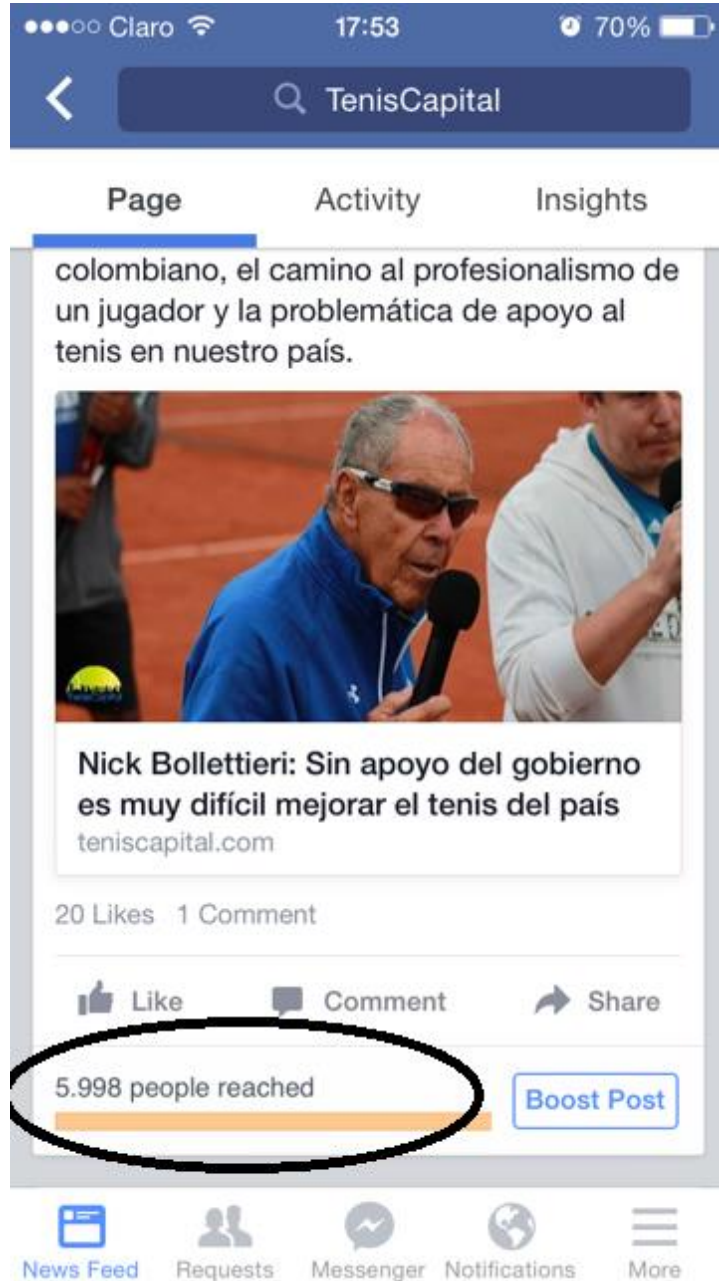 Claro 17:53 70%
TenisCapital
Page Activity Insights
colombiano, el camino al profesionalismo de
un jugador y la problemática de apoyo al
tenis en nuestro país.
Nick Bollettieri: Sin apoyo del gobierno
es muy difícil mejorar el tenis del país
teniscapital.com
20 Likes 1 Comment
Like Comment Share
5.998 people reached
Boost Post
News Feed Requests Messenger Notifications More